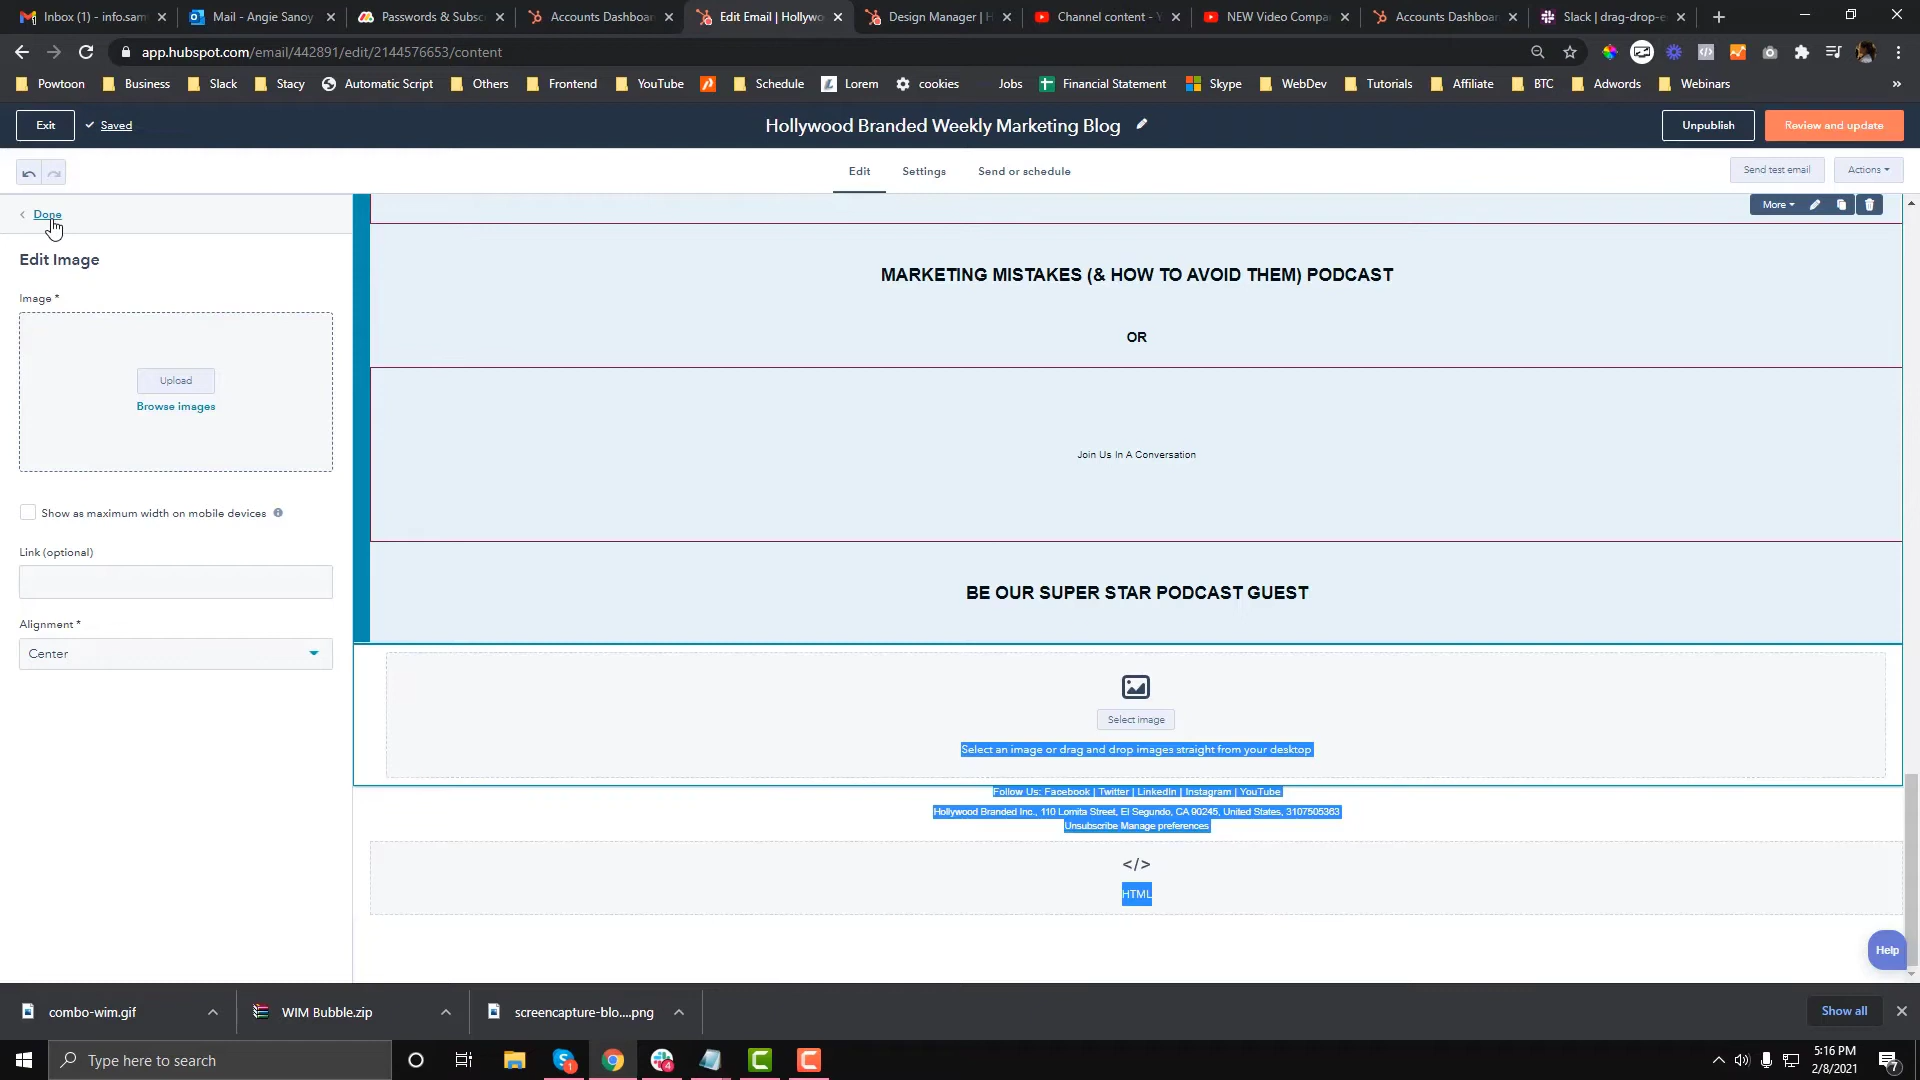 Inbox (1) - info.sam
Mail - Angie Sanoy
Passwords & Subsc
Accounts Dashboar
Edit Email | Hollywo
Design Manager | H
Channel content - Y
NEW Video Compa
Accounts Dashboar
Slack | drag-drop-e
app.hubspot.com/email/442891/edit/2144576653/content
Powtoon
Business
Slack
Stacy
Automatic Script
Others
Frontend
YouTube
Schedule
Lorem
cookies
Jobs
Financial Statement
Skype
WebDev
Tutorials
Affiliate
BTC
Adwords
Webinars
»
Exit
Saved
Hollywood Branded Weekly Marketing Blog
Unpublish
Review and update
Edit
Settings
Send or schedule
Send test email
Actions
Done
More
Edit Image
Image *
Upload
Browse images
Show as maximum width on mobile devices
Link (optional)
Alignment *
Center
MARKETING MISTAKES (& HOW TO AVOID THEM) PODCAST
OR
Join Us In A Conversation
BE OUR SUPER STAR PODCAST GUEST
Select image
Select an image or drag and drop images straight from your desktop
Follow Us: Facebook | Twitter | LinkedIn | Instagram | YouTube
Hollywood Branded Inc., 110 Lomita Street, El Segundo, CA 90245, United States, 3107505363
Unsubscribe Manage preferences
</>
HTML
Help
combo-wim.gif
WIM Bubble.zip
screencapture-blo....png
Show all
Type here to search
1
4
5:16 PM
2/8/2021
7